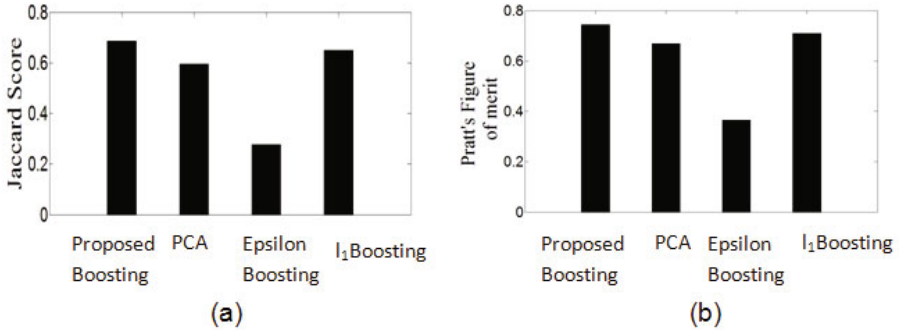 Jaccard Score
0.8
0.6
0.4
0.2
0
Proposed Boosting
PCA
Epsilon Boosting
l₁Boosting
(a)
Pratt's Figure of merit
0.8
0.6
0.4
0.2
0
Proposed Boosting
PCA
Epsilon Boosting
l₁Boosting
(b)